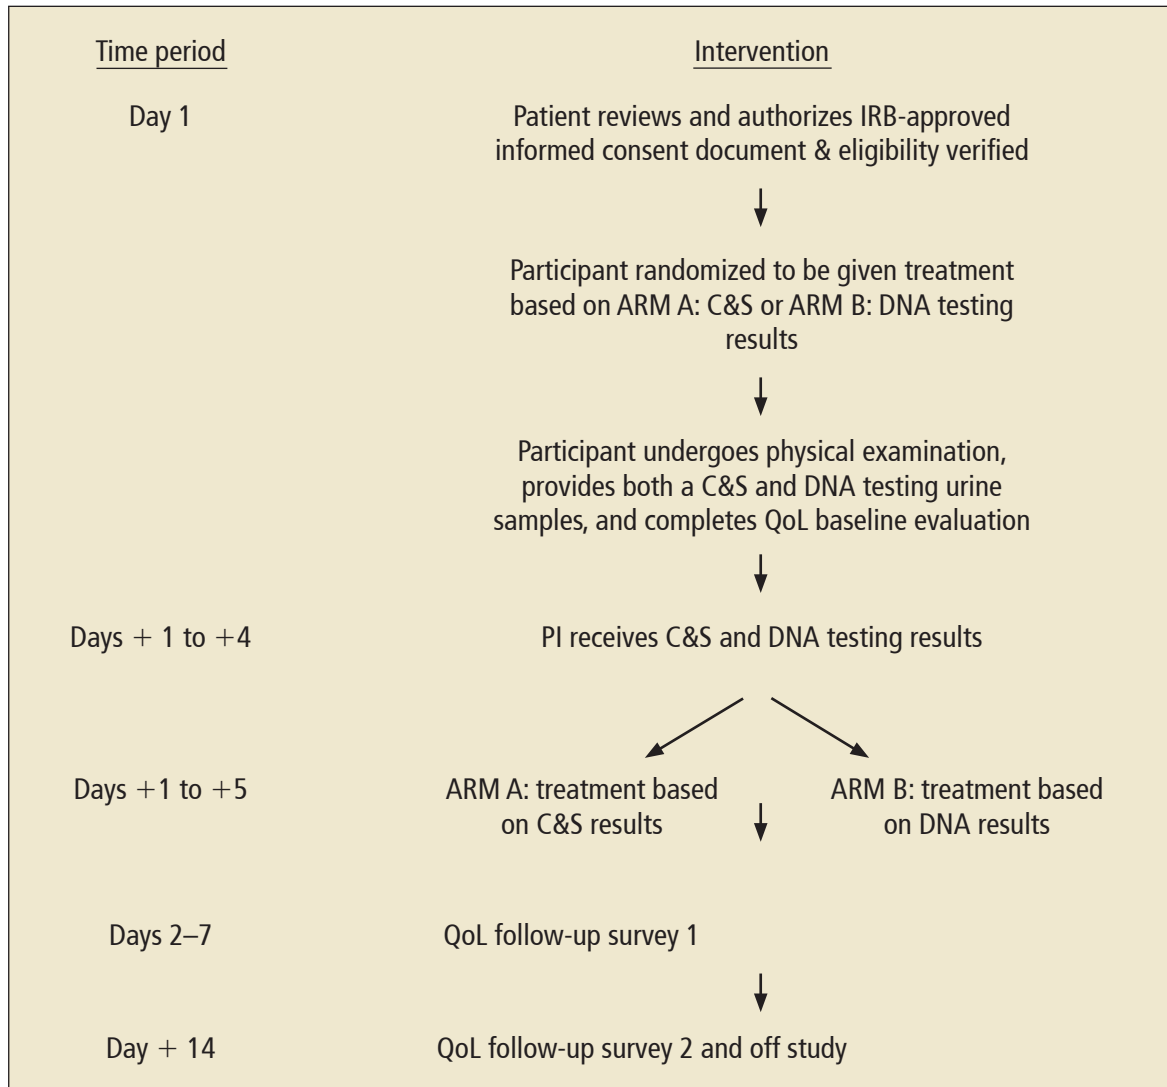 Time period Intervention
Day 1 Patient reviews and authorizes IRB-approved
informed consent document & eligibility verified
Participant randomized to be given treatment
based on ARM A: C&S or ARM B: DNA testing
results
Participant undergoes physical examination,
provides both a C&S and DNA testing urine
samples, and completes QoL baseline evaluation
Days + 1 to +4 PI receives C&S and DNA testing results
Days +1 to +5 ARM A: treatment based ARM B: treatment based
on C&S results on DNA results
Days 2–7 QoL follow-up survey 1
Day + 14 QoL follow-up survey 2 and off study